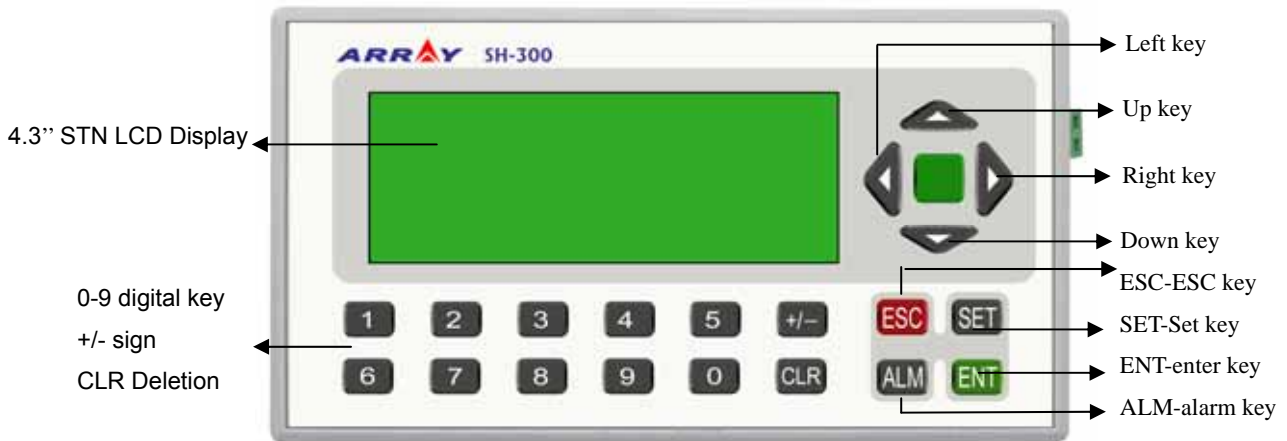 ARRAY SH-300
Left key
Up key
4.3’’ STN LCD Display
Right key
Down key
0-9 digital key
+/- sign
CLR Deletion
1 2 3 4 5 +/−
6 7 8 9 0 CLR
ESC SET
ALM ENT
ESC-ESC key
SET-Set key
ENT-enter key
ALM-alarm key